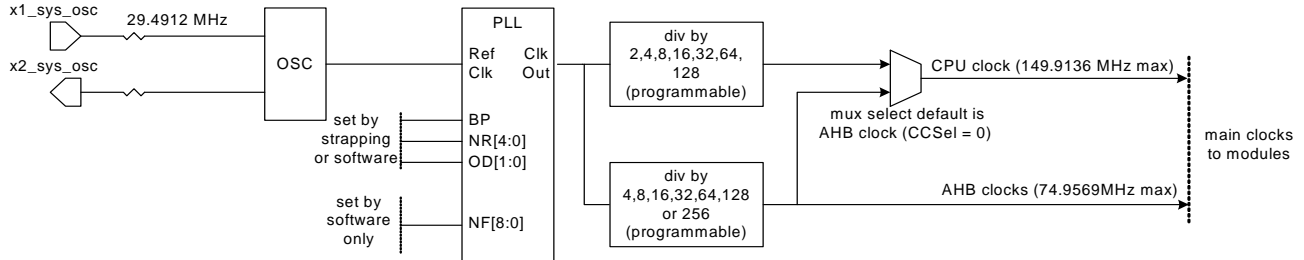 x1_sys_osc
29.4912 MHz
x2_sys_osc
OSC
PLL
Ref Clk
Clk Out
set by
strapping
or software
BP
NR[4:0]
OD[1:0]
set by
software
only
NF[8:0]
div by
2,4,8,16,32,64,
128
(programmable)
div by
4,8,16,32,64,128
or 256
(programmable)
CPU clock (149.9136 MHz max)
mux select default is
AHB clock (CCSel = 0)
AHB clocks (74.9569MHz max)
main clocks
to modules